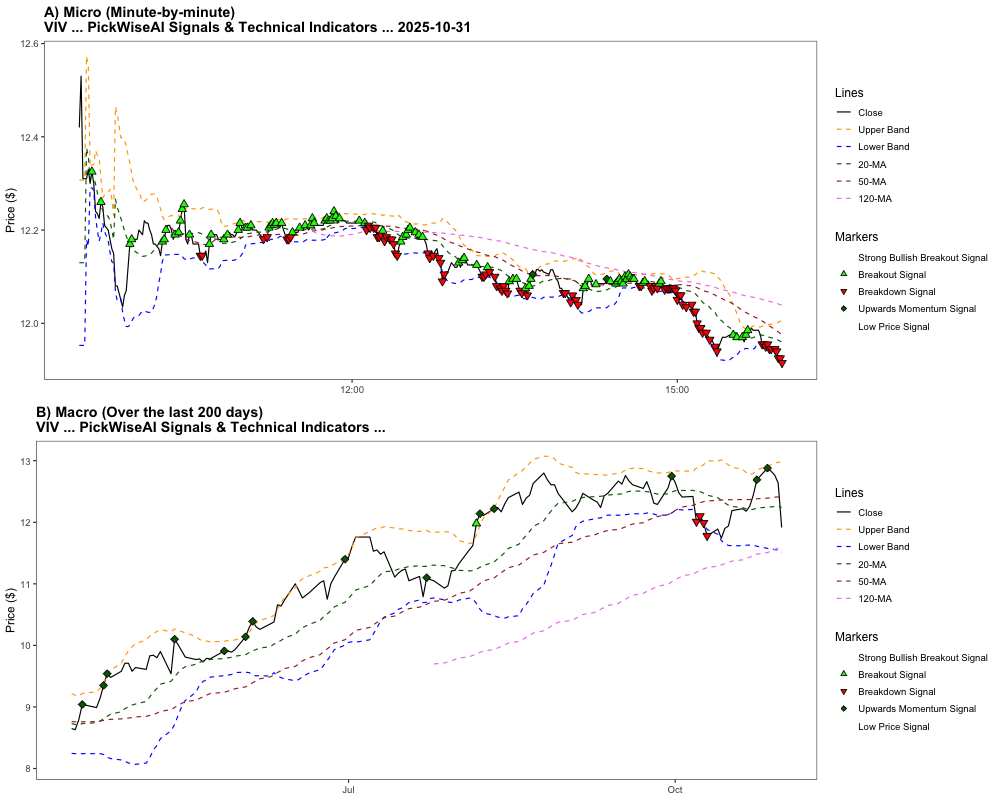 A) Micro (Minute-by-minute)
VIV ... PickWiseAI Signals & Technical Indicators ... 2025-10-31
Price ($)
12.6
12.4
12.2
12.0
12:00
15:00
Lines
Close
Upper Band
Lower Band
20-MA
50-MA
120-MA
Markers
Strong Bullish Breakout Signal
Breakout Signal
Breakdown Signal
Upwards Momentum Signal
Low Price Signal
B) Macro (Over the last 200 days)
VIV ... PickWiseAI Signals & Technical Indicators ...
Price ($)
13
12
11
10
9
8
Jul
Oct
Lines
Close
Upper Band
Lower Band
20-MA
50-MA
120-MA
Markers
Strong Bullish Breakout Signal
Breakout Signal
Breakdown Signal
Upwards Momentum Signal
Low Price Signal